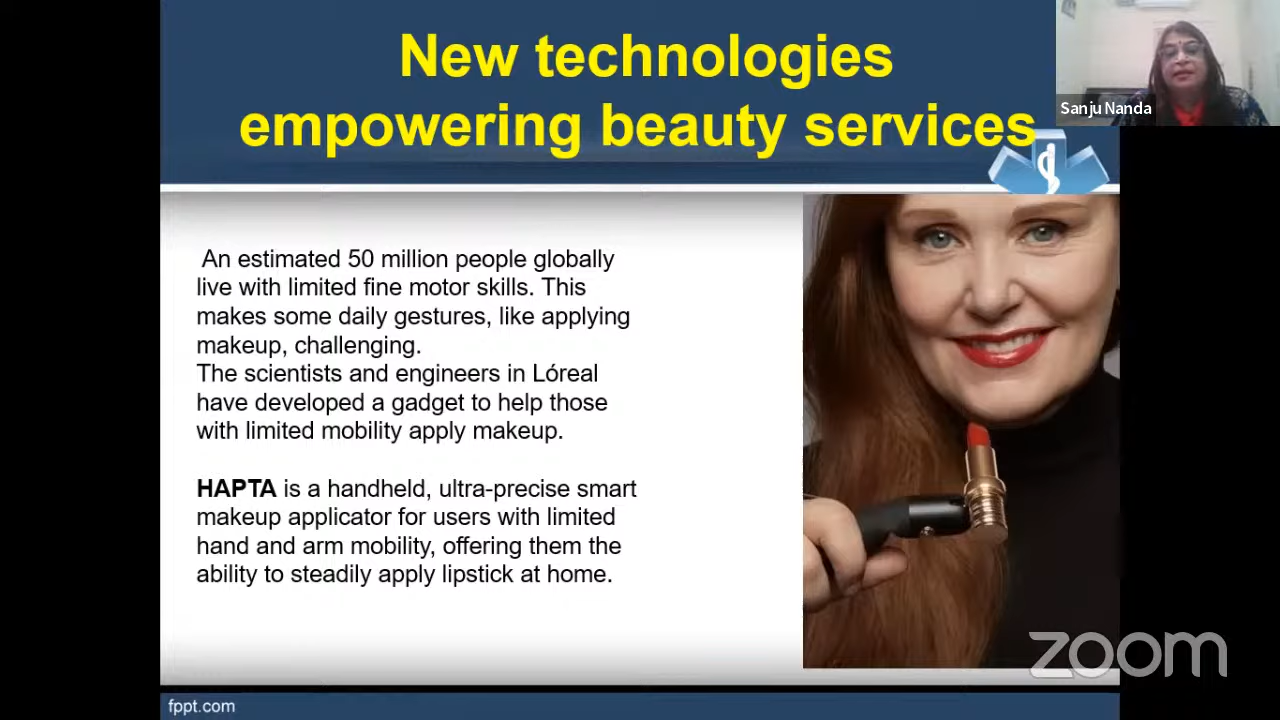 New technologies
empowering beauty services
Sanju Nanda
An estimated 50 million people globally
live with limited fine motor skills. This
makes some daily gestures, like applying
makeup, challenging.
The scientists and engineers in Lóreal
have developed a gadget to help those
with limited mobility apply makeup.
HAPTA is a handheld, ultra-precise smart
makeup applicator for users with limited
hand and arm mobility, offering them the
ability to steadily apply lipstick at home.
zoom
fppt.com